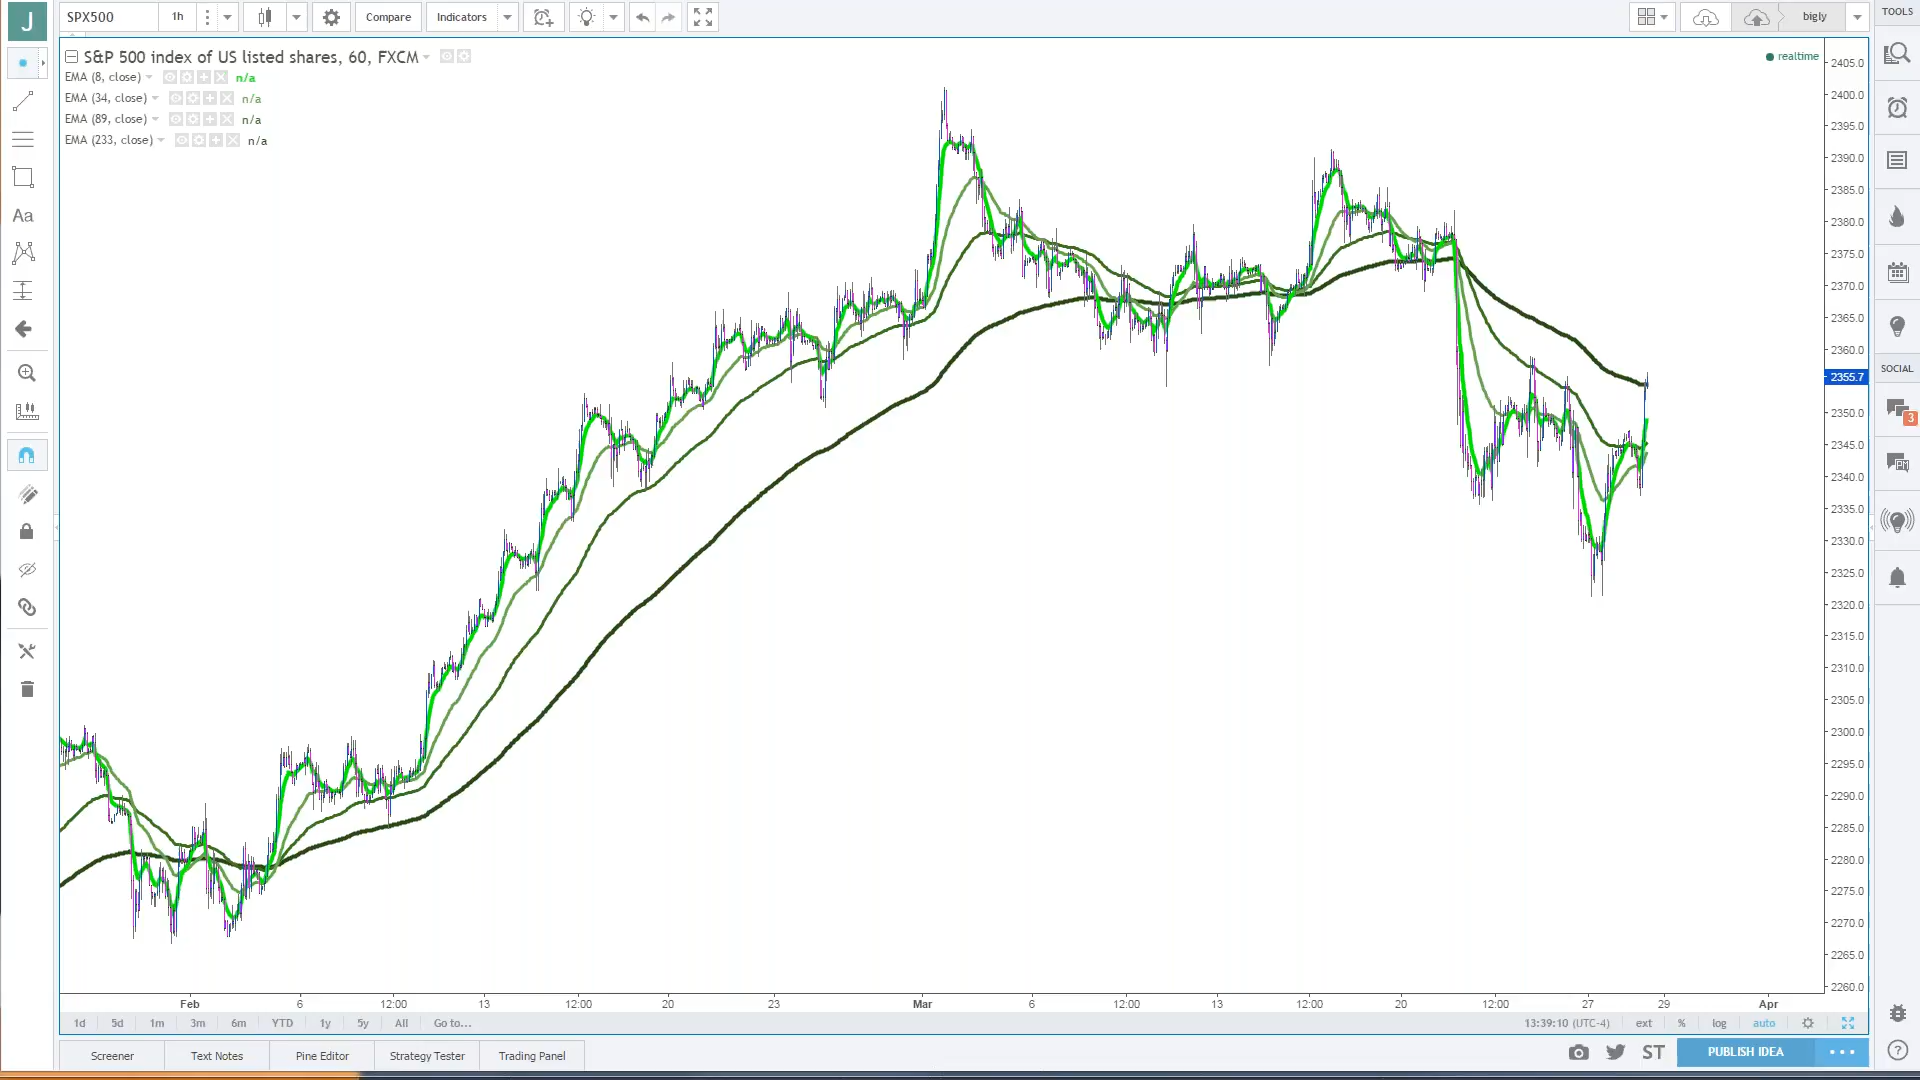 J
SPX500 1h Compare Indicators bigly TOOLS
S&P 500 index of US listed shares, 60, FXCM
realtime
EMA (8, close) n/a
EMA (34, close) n/a
EMA (89, close) n/a
EMA (233, close) n/a
Aa
2405.0
2400.0
2395.0
2390.0
2385.0
2380.0
2375.0
2370.0
2365.0
2360.0
2355.7
2350.0
2345.0
2340.0
2335.0
2330.0
2325.0
2320.0
2315.0
2310.0
2305.0
2300.0
2295.0
2290.0
2285.0
2280.0
2275.0
2270.0
2265.0
2260.0
SOCIAL
3
Feb 6 12:00 13 12:00 20 23 Mar 6 12:00 13 12:00 20 12:00 27 29 Apr
1d 5d 1m 3m 6m YTD 1y 5y All Go to... 13:39:10 (UTC-4) ext % log auto
Screener Text Notes Pine Editor Strategy Tester Trading Panel ST PUBLISH IDEA ... ?